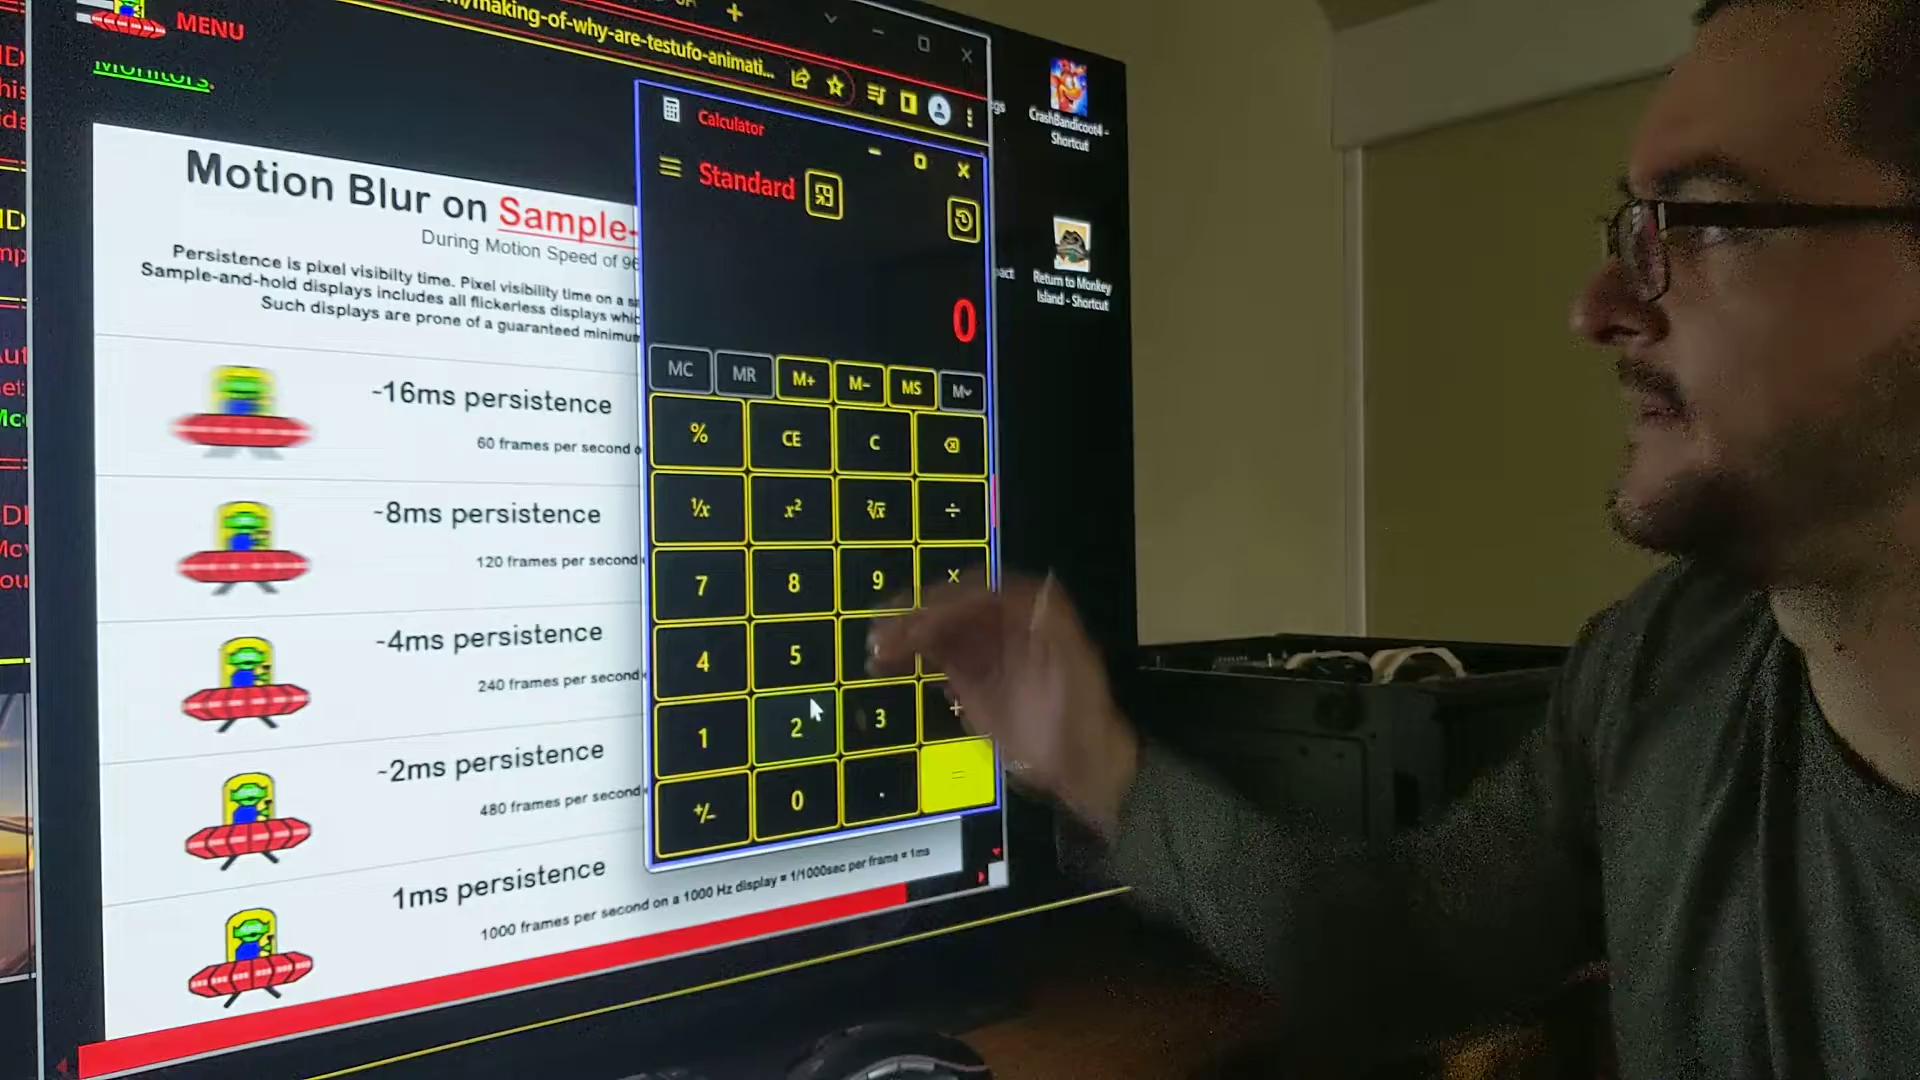 MENU
m/making-of-why-are-testufo-animati...
Monitors.
Motion Blur on Sample-
During Motion Speed of 96
Persistence is pixel visibilty time. Pixel visibility time on a s
Sample-and-hold displays includes all flickerless displays whic
Such displays are prone of a guaranteed minimum
~16ms persistence
60 frames per second o
~8ms persistence
120 frames per second
~4ms persistence
240 frames per second
~2ms persistence
480 frames per second
1ms persistence
1000 frames per second on a 1000 Hz display = 1/1000sec per frame = 1ms
Calculator
Standard
0
MC MR M+ M- MS M
% CE C
1/x x² ²√x ÷
7 8 9 ×
4 5
1 2 3 +
+/- 0 . =
CrashBandicoot4 -
Shortcut
Return to Monkey
Island - Shortcut